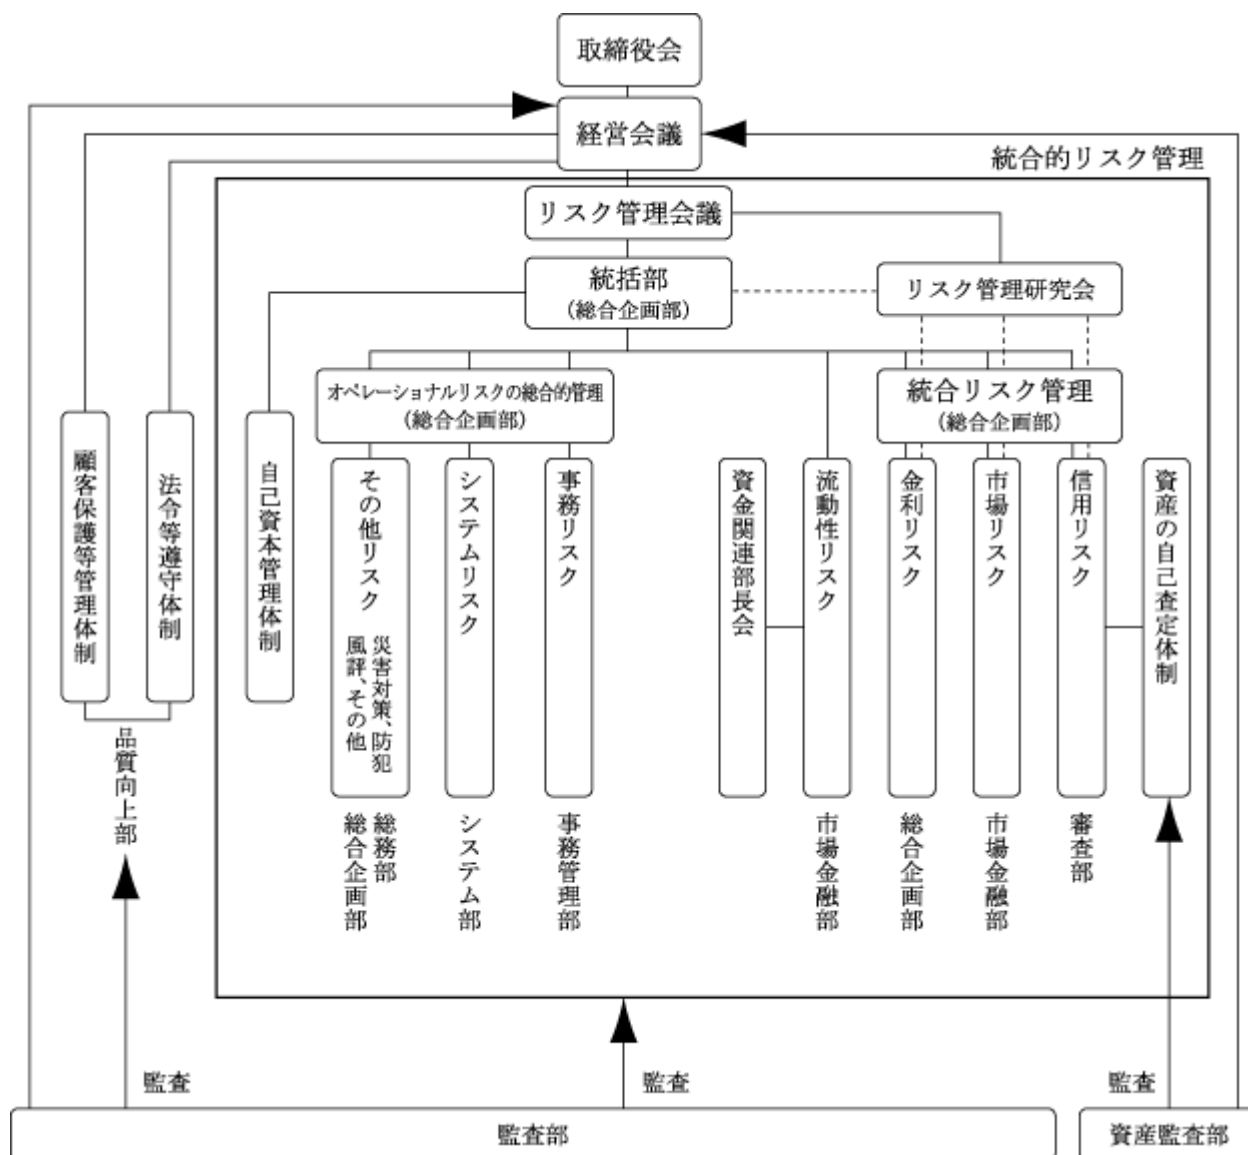 取締役会
経営会議
統合的リスク管理
リスク管理会議
統括部
(総合企画部)
リスク管理研究会
オペレーショナルリスクの総合的管理
(総合企画部)
統合リスク管理
(総合企画部)
顧客保護等管理体制
法令等遵守体制
品質向上部
自己資本管理体制
その他リスク
災害対策、防犯
風評、その他
総務部
総合企画部
システムリスク
システム部
事務リスク
事務管理部
資金関連部長会
流動性リスク
市場金融部
金利リスク
総合企画部
市場リスク
市場金融部
信用リスク
審査部
資産の自己査定体制
監査
監査
監査
監査部
資産監査部